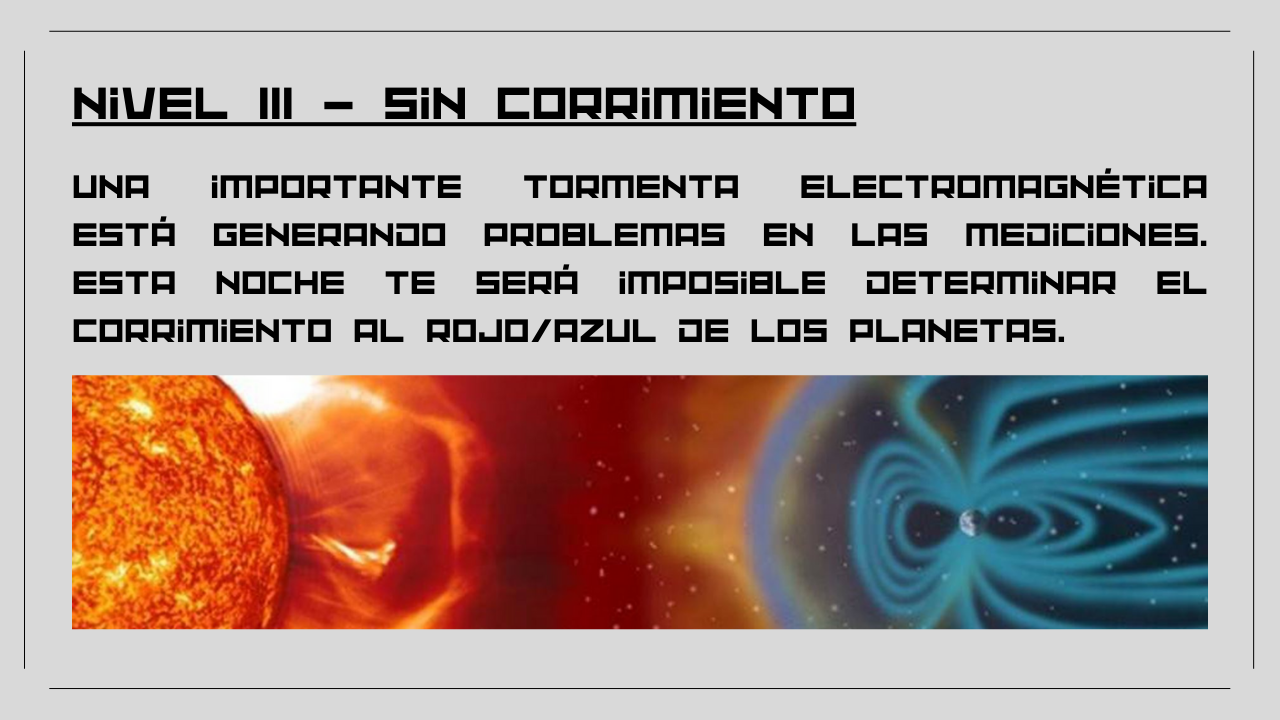 NIVEL III – SIN CORRIMIENTO
UNA IMPORTANTE TORMENTA ELECTROMAGNÉTICA
ESTÁ GENERANDO PROBLEMAS EN LAS MEDICIONES.
ESTA NOCHE TE SERÁ IMPOSIBLE DETERMINAR EL
CORRIMIENTO AL ROJO/AZUL DE LOS PLANETAS.